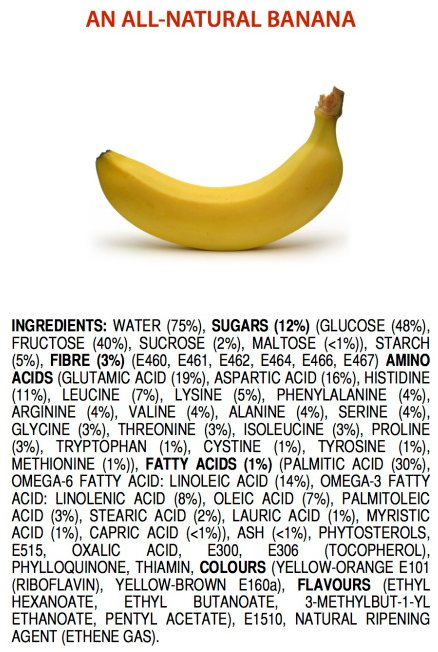 AN ALL-NATURAL BANANA
INGREDIENTS: WATER (75%), SUGARS (12%) (GLUCOSE (48%),
FRUCTOSE (40%), SUCROSE (2%), MALTOSE (<1%)), STARCH
(5%), FIBRE (3%) (E460, E461, E462, E464, E466, E467) AMINO
ACIDS (GLUTAMIC ACID (19%), ASPARTIC ACID (16%), HISTIDINE
(11%), LEUCINE (7%), LYSINE (5%), PHENYLALANINE (4%),
ARGININE (4%), VALINE (4%), ALANINE (4%), SERINE (4%),
GLYCINE (3%), THREONINE (3%), ISOLEUCINE (3%), PROLINE
(3%), TRYPTOPHAN (1%), CYSTINE (1%), TYROSINE (1%),
METHIONINE (1%)), FATTY ACIDS (1%) (PALMITIC ACID (30%),
OMEGA-6 FATTY ACID: LINOLEIC ACID (14%), OMEGA-3 FATTY
ACID: LINOLENIC ACID (8%), OLEIC ACID (7%), PALMITOLEIC
ACID (3%), STEARIC ACID (2%), LAURIC ACID (1%), MYRISTIC
ACID (1%), CAPRIC ACID (<1%)), ASH (<1%), PHYTOSTEROLS,
E515, OXALIC ACID, E300, E306 (TOCOPHEROL),
PHYLLOQUINONE, THIAMIN, COLOURS (YELLOW-ORANGE E101
(RIBOFLAVIN), YELLOW-BROWN E160a), FLAVOURS (ETHYL
HEXANOATE, ETHYL BUTANOATE, 3-METHYLBUT-1-YL
ETHANOATE, PENTYL ACETATE), E1510, NATURAL RIPENING
AGENT (ETHENE GAS).